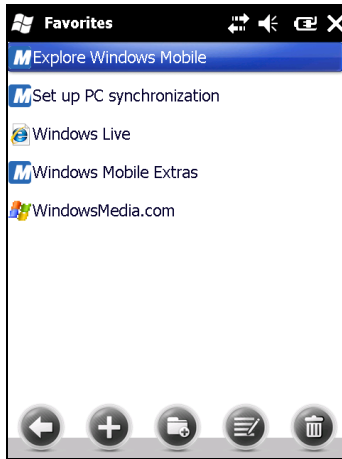 Favorites
Explore Windows Mobile
Set up PC synchronization
Windows Live
Windows Mobile Extras
WindowsMedia.com